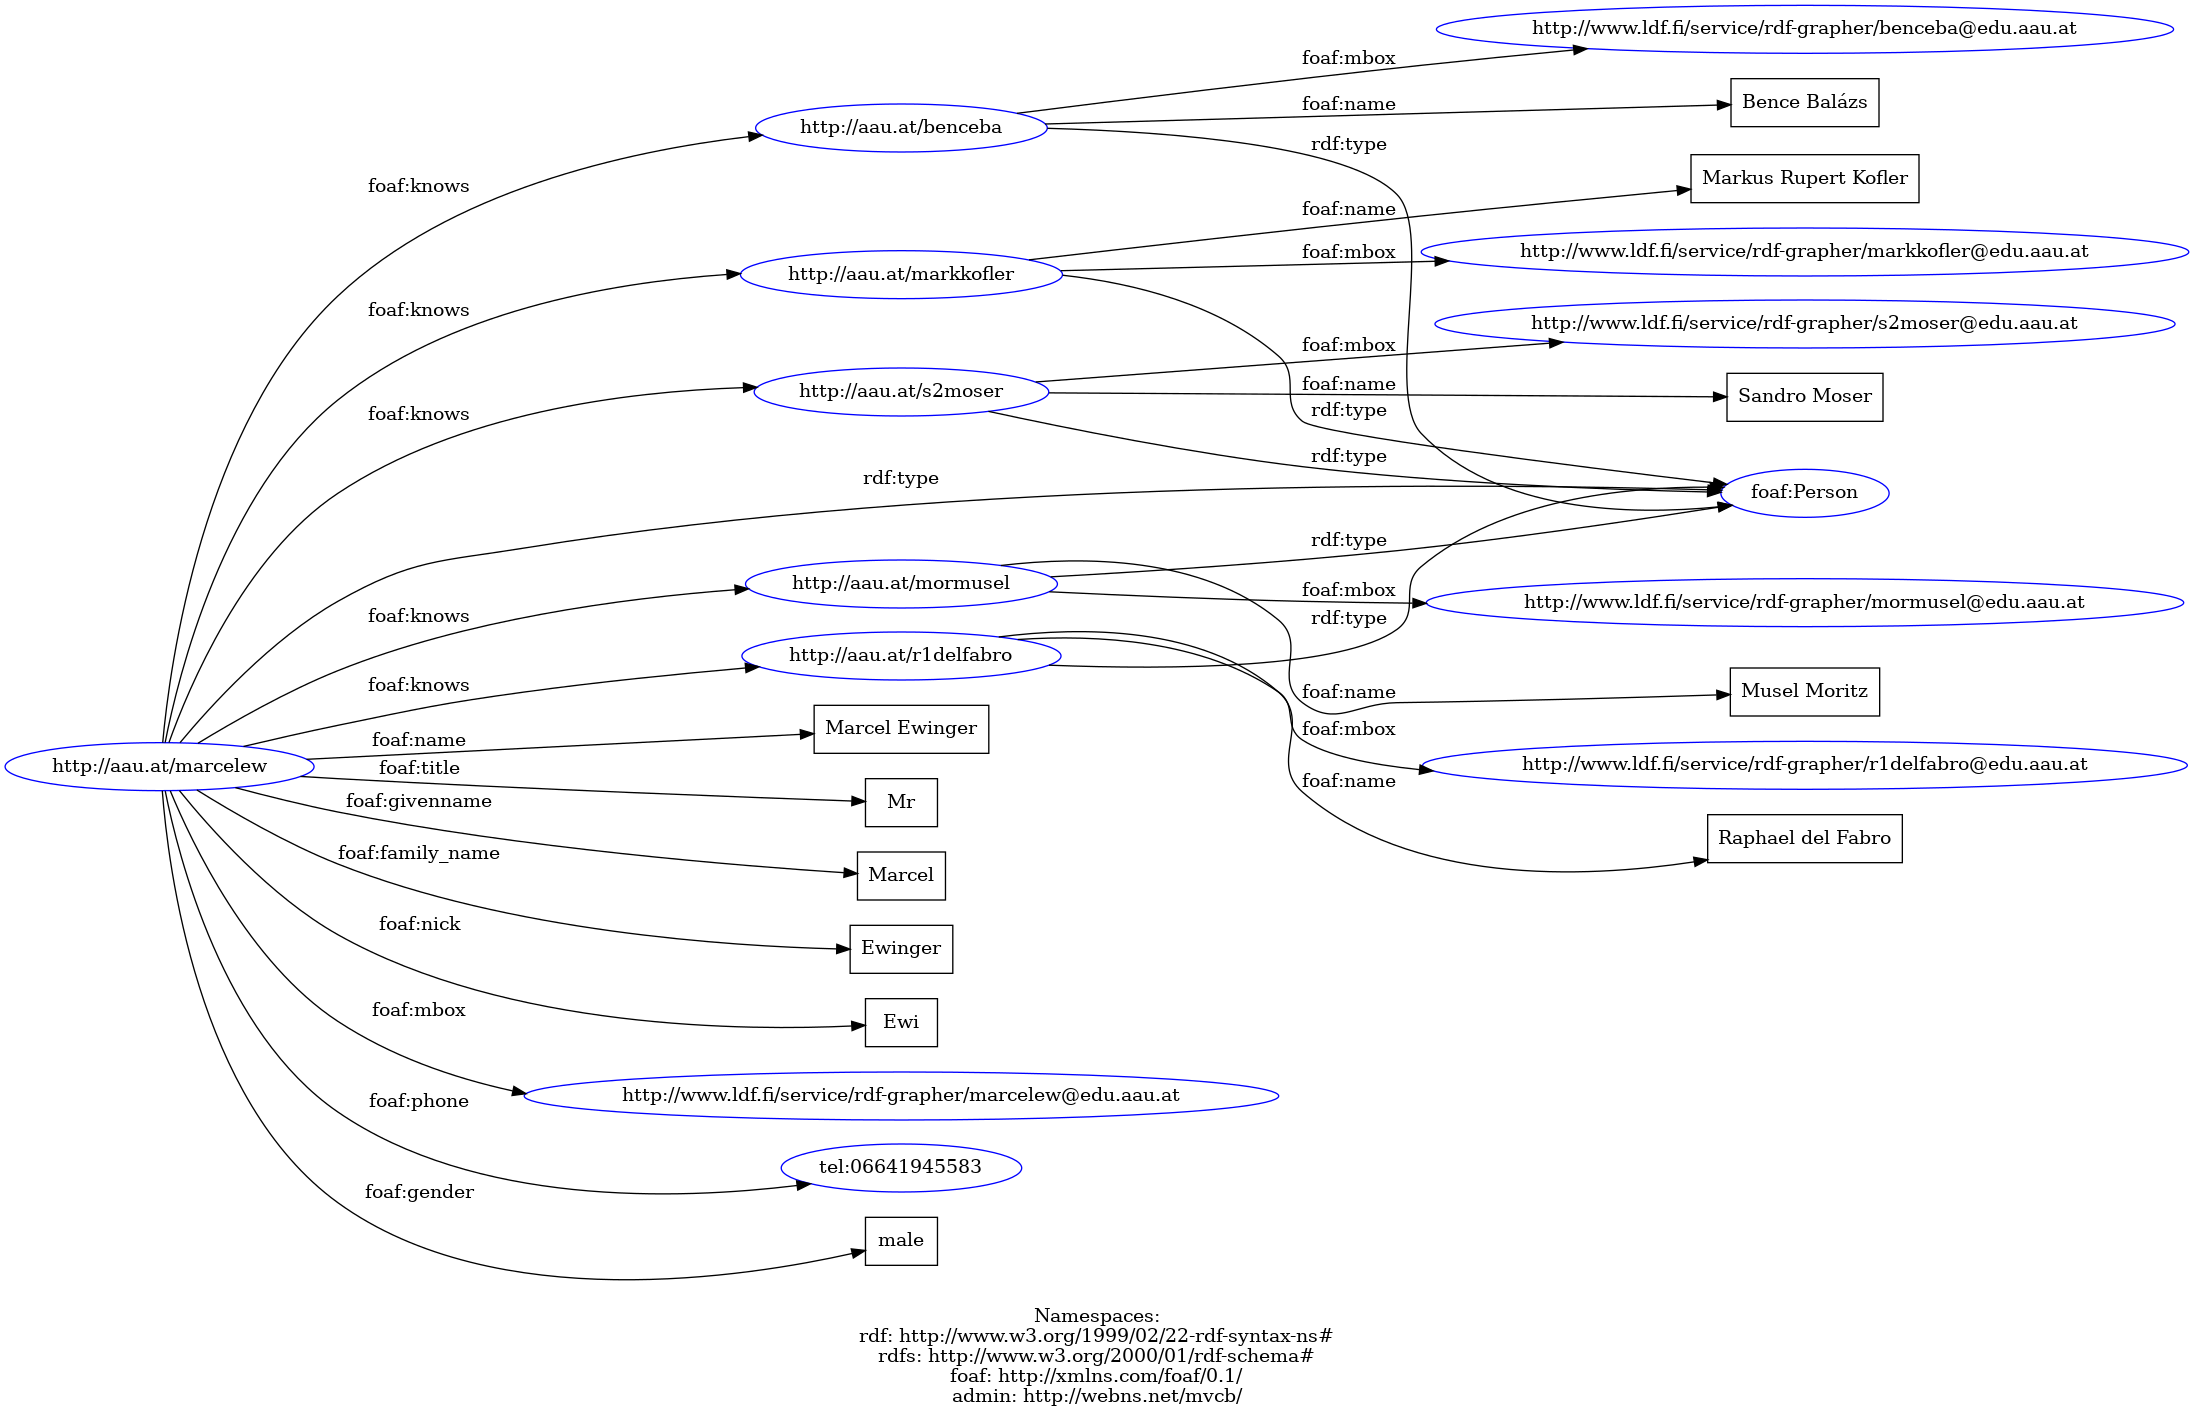 http://www.ldf.fi/service/rdf-grapher/benceba@edu.aau.at
foaf:mbox
Bence Balázs
foaf:name
http://aau.at/benceba
rdf:type
Markus Rupert Kofler
foaf:knows
foaf:name
http://www.ldf.fi/service/rdf-grapher/markkofler@edu.aau.at
foaf:mbox
http://aau.at/markkofler
foaf:knows
http://www.ldf.fi/service/rdf-grapher/s2moser@edu.aau.at
foaf:mbox
foaf:name
http://aau.at/s2moser
Sandro Moser
foaf:knows
rdf:type
rdf:type
rdf:type
foaf:Person
rdf:type
http://aau.at/mormusel
foaf:mbox
http://www.ldf.fi/service/rdf-grapher/mormusel@edu.aau.at
foaf:knows
rdf:type
http://aau.at/r1delfabro
foaf:knows
foaf:name
Musel Moritz
Marcel Ewinger
foaf:mbox
foaf:name
http://aau.at/marcelew
foaf:title
http://www.ldf.fi/service/rdf-grapher/r1delfabro@edu.aau.at
foaf:name
foaf:givenname
Mr
Raphael del Fabro
foaf:family_name
Marcel
foaf:nick
Ewinger
foaf:mbox
Ewi
http://www.ldf.fi/service/rdf-grapher/marcelew@edu.aau.at
foaf:phone
tel:06641945583
foaf:gender
male
Namespaces:
rdf: http://www.w3.org/1999/02/22-rdf-syntax-ns#
rdfs: http://www.w3.org/2000/01/rdf-schema#
foaf: http://xmlns.com/foaf/0.1/
admin: http://webns.net/mvcb/